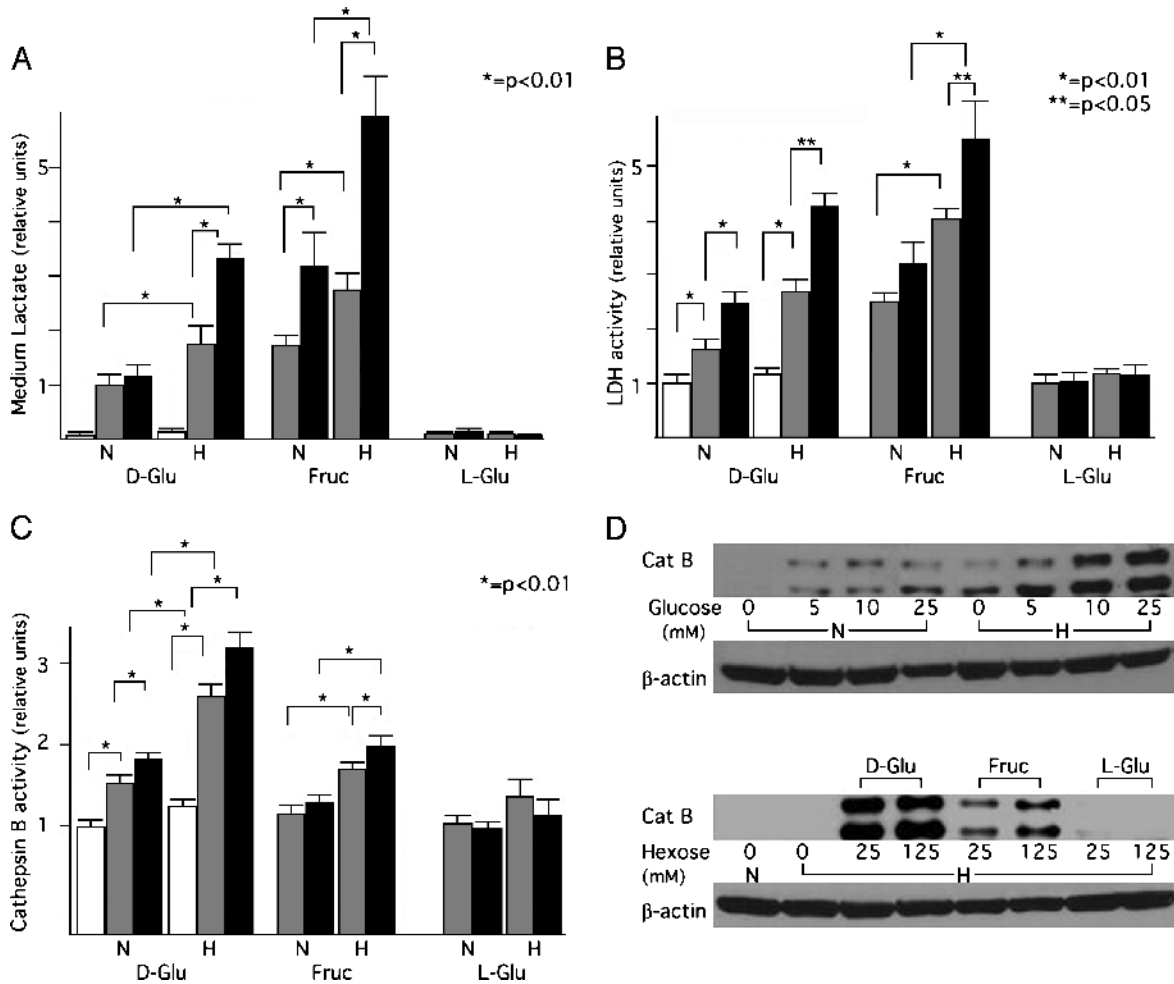 A
*=p<0.01
Medium Lactate (relative units)
5
1
* * * * * * * *
N H N H N H
D-Glu Fruc L-Glu
B
*=p<0.01
**=p<0.05
LDH activity (relative units)
5
1
* * * ** * * **
N H N H N H
D-Glu Fruc L-Glu
C
*=p<0.01
Cathepsin B activity (relative units)
3
2
1
* * * * * * * * *
N H N H N H
D-Glu Fruc L-Glu
D
Cat B
Glucose 0 5 10 25 0 5 10 25
(mM) N H
β-actin
D-Glu Fruc L-Glu
Cat B
Hexose 0 0 25 125 25 125 25 125
(mM) N H
β-actin